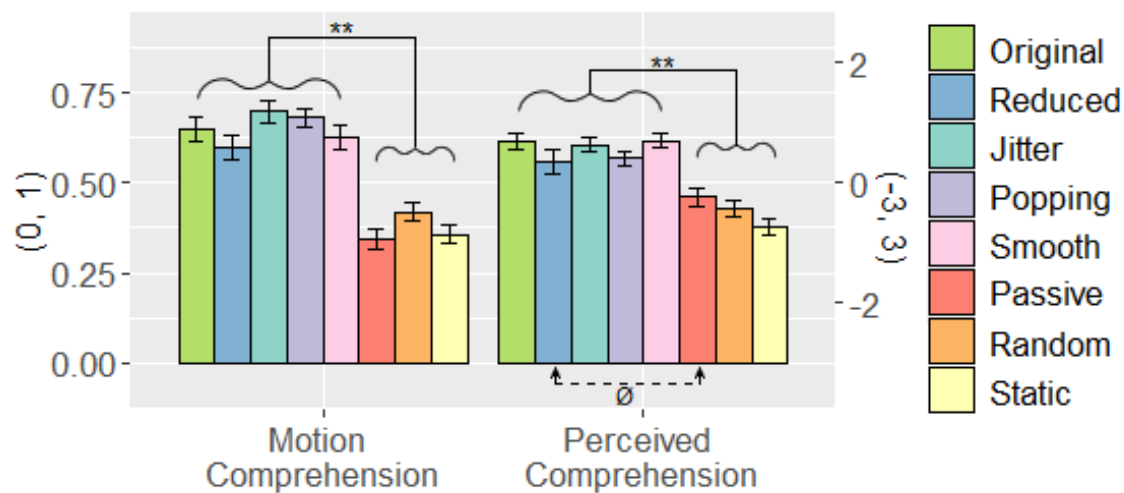 **
**
0.75
0.50
0.25
0.00
(0, 1)
2
0
-2
(-3, 3)
Ø
Motion
Comprehension
Perceived
Comprehension
Original
Reduced
Jitter
Popping
Smooth
Passive
Random
Static